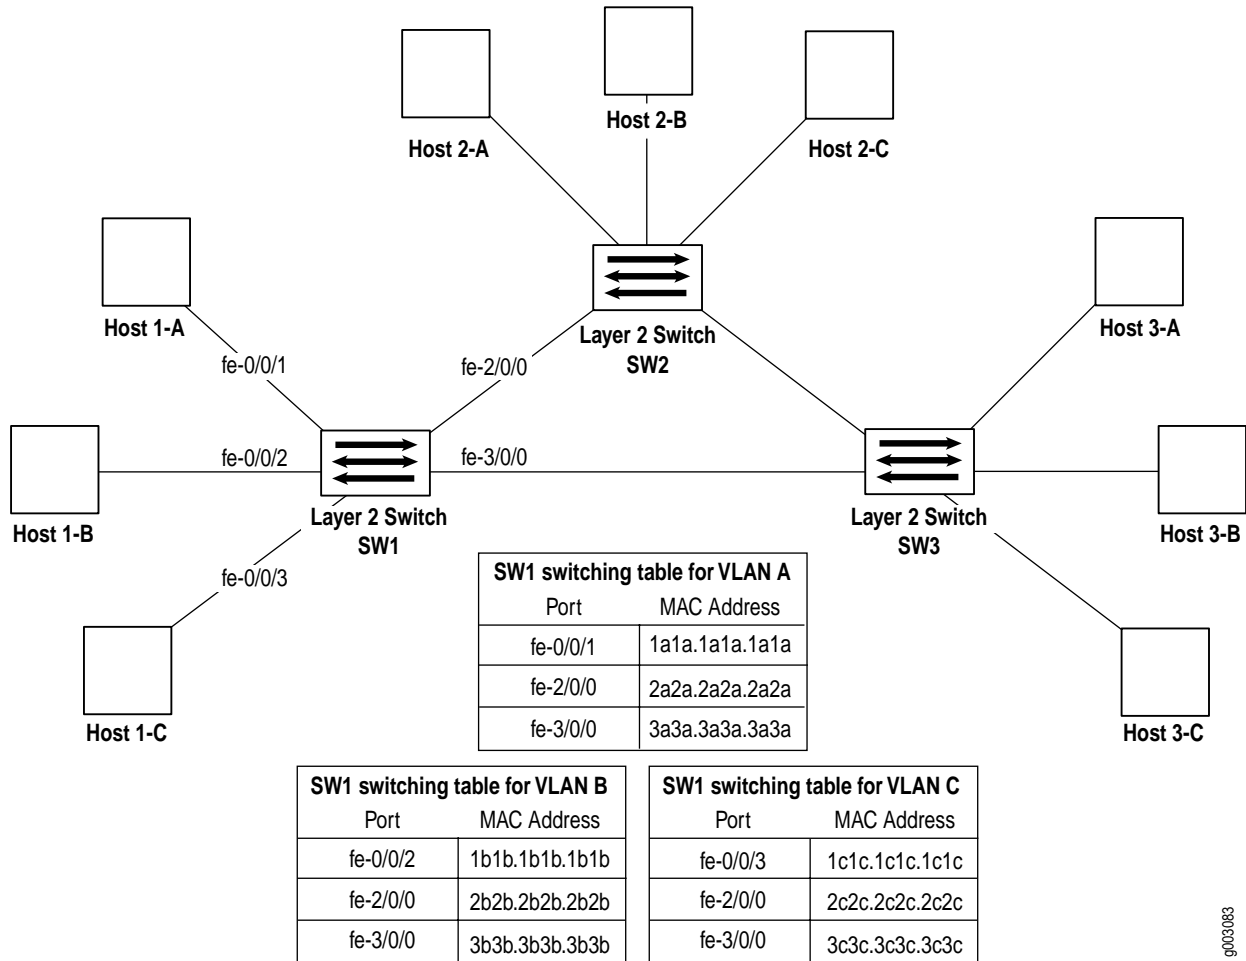 Host 2-A
Host 2-B
Host 2-C
Host 1-A
Host 3-A
Layer 2 Switch
SW2
fe-0/0/1
fe-2/0/0
fe-0/0/2
fe-3/0/0
Host 1-B
Layer 2 Switch
SW1
Layer 2 Switch
SW3
Host 3-B
fe-0/0/3
Host 1-C
Host 3-C
SW1 switching table for VLAN A
Port MAC Address
fe-0/0/1 1a1a.1a1a.1a1a
fe-2/0/0 2a2a.2a2a.2a2a
fe-3/0/0 3a3a.3a3a.3a3a
SW1 switching table for VLAN B
Port MAC Address
fe-0/0/2 1b1b.1b1b.1b1b
fe-2/0/0 2b2b.2b2b.2b2b
fe-3/0/0 3b3b.3b3b.3b3b
SW1 switching table for VLAN C
Port MAC Address
fe-0/0/3 1c1c.1c1c.1c1c
fe-2/0/0 2c2c.2c2c.2c2c
fe-3/0/0 3c3c.3c3c.3c3c
g003083